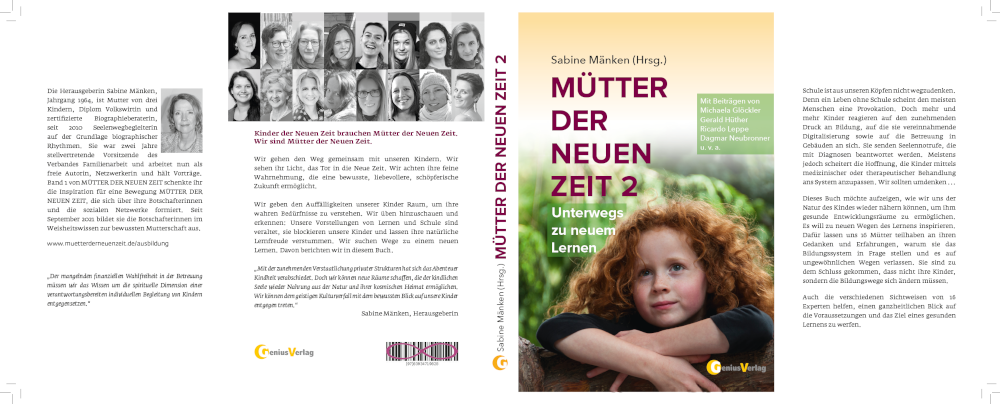 Die Herausgeberin Sabine Mänken,
Jahrgang 1964, ist Mutter von drei
Kindern, Diplom Volkswirtin und
zertifizierte Biographieberaterin,
seit 2010 Seelenwegbegleiterin
auf der Grundlage biographischer
Rhythmen. Sie war zwei Jahre
stellvertretende Vorsitzende des
Verbandes Familienarbeit und arbeitet nun als
freie Autorin, Netzwerkerin und hält Vorträge.
Band 1 von MÜTTER DER NEUEN ZEIT schenkte ihr
die Inspiration für eine Bewegung MÜTTER DER
NEUEN ZEIT, die sich über ihre Botschafterinnen
und die sozialen Netzwerke formiert. Seit
September 2021 bildet sie die Botschafterinnen im
Weisheitswissen zur bewussten Mutterschaft aus.
www.muetterderneuenzeit.de/ausbildung
„Der mangelnden finanziellen Wahlfreiheit in der Betreuung
müssen wir das Wissen um die spirituelle Dimension einer
verantwortungsbereiten individuellen Begleitung von Kindern
entgegensetzen."
Kinder der Neuen Zeit brauchen Mütter der Neuen Zeit.
Wir sind Mütter der Neuen Zeit.
Wir gehen den Weg gemeinsam mit unseren Kindern. Wir
sehen ihr Licht, das Tor in die Neue Zeit. Wir achten ihre feine
Wahrnehmung, die eine bewusste, liebevollere, schöpferische
Zukunft ermöglicht.
Wir geben den Auffälligkeiten unserer Kinder Raum, um ihre
wahren Bedürfnisse zu verstehen. Wir üben hinzuschauen und
erkennen: Unsere Vorstellungen von Lernen und Schule sind
veraltet, sie blockieren unsere Kinder und lassen ihre natürliche
Lernfreude verstummen. Wir suchen Wege zu einem neuen
Lernen. Davon berichten wir in diesem Buch.
„Mit der zunehmenden Verstaatlichung privater Strukturen hat sich das Abenteuer
Kindheit verabschiedet. Doch wir können neue Räume schaffen, die der kindlichen
Seele wieder Nahrung aus der Natur und ihrer kosmischen Heimat ermöglichen.
Wir können dem geistigen Kulturverfall mit dem bewussten Blick auf unsere Kinder
entgegen treten."
Sabine Mänken, Herausgeberin
GeniusVerlag
Sabine Mänken (Hrsg.) MÜTTER DER NEUEN ZEIT 2
G
Sabine Mänken (Hrsg.)
MÜTTER
DER
NEUEN
ZEIT 2
Unterwegs
zu neuem
Lernen
Mit Beiträgen von
Michaela Glöckler
Gerald Hüther
Ricardo Leppe
Dagmar Neubronner
u. v. a.
GeniusVerlag
Schule ist aus unseren Köpfen nicht wegzudenken.
Denn ein Leben ohne Schule scheint den meisten
Menschen eine Provokation. Doch mehr und
mehr Kinder reagieren auf den zunehmenden
Druck an Bildung, auf die sie vereinnahmende
Digitalisierung sowie auf die Betreuung in
Gebäuden an sich. Sie senden Seelennotrufe, die
mit Diagnosen beantwortet werden. Meistens
jedoch scheitert die Hoffnung, die Kinder mittels
medizinischer oder therapeutischer Behandlung
ans System anzupassen. Wir sollten umdenken ...
Dieses Buch möchte aufzeigen, wie wir uns der
Natur des Kindes wieder nähern können, um ihm
gesunde Entwicklungsräume zu ermöglichen.
Es will zu neuen Wegen des Lernens inspirieren.
Dafür lassen uns 16 Mütter teilhaben an ihren
Gedanken und Erfahrungen, warum sie das
Bildungssystem in Frage stellen und es auf
ungewöhnlichen Wegen verlassen. Sie sind zu
dem Schluss gekommen, dass nicht ihre Kinder,
sondern die Bildungswege sich ändern müssen.
Auch die verschiedenen Sichtweisen von 16
Experten helfen, einen ganzheitlichen Blick auf
die Voraussetzungen und das Ziel eines gesunden
Lernens zu werfen.